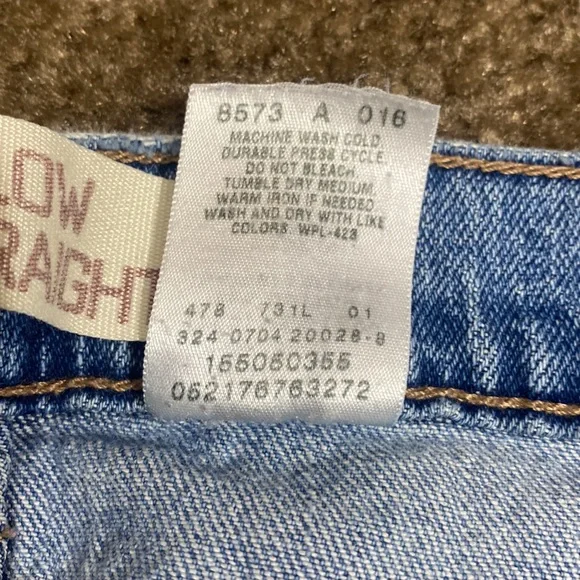 LOW
RAIGHT
8573 A 016
MACHINE WASH COLD.
DURABLE PRESS CYCLE.
DO NOT BLEACH.
TUMBLE DRY MEDIUM.
WARM IRON IF NEEDED.
WASH AND DRY WITH LIKE
COLORS. WPL-423
478 731L 01
324 0704 20028-8
155050355
052176763272